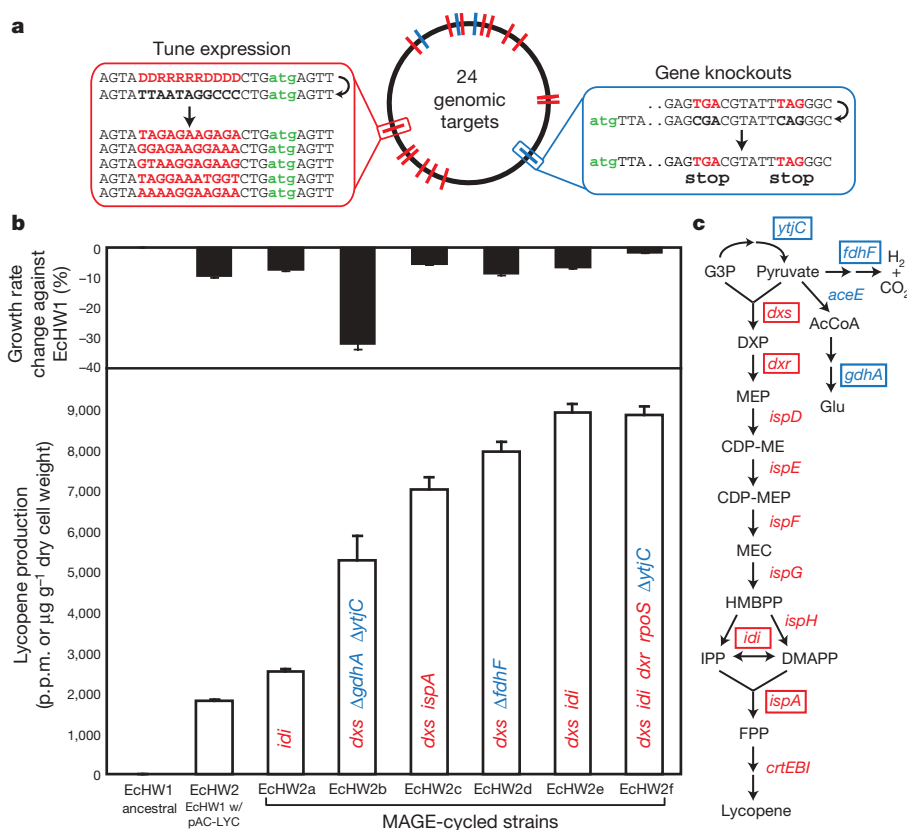 a
Tune expression
AGTADDRRRRRDDDDCTGatgAGTT
AGTATTAATAGGCCCCTGatgAGTT
AGTATAGAGAAGAGACTGatgAGTT
AGTAGGAGAAGGAAACTGatgAGTT
AGTAGTAAGGAGAAGCTGatgAGTT
AGTATAGGAAATGGTCTGatgAGTT
AGTAAAAAGGAAGAACTGatgAGTT
24
genomic
targets
Gene knockouts
..GAGTGACGTATTTAGGGC
atgTTA..GAGCGACGTATTCAGGGC
atgTTA..GAGTGACGTATTTAGGGC
stop stop
b
Growth rate
change against
EcHW1 (%)
0
−10
−20
−30
−40
Lycopene production
(p.p.m. or µg g−1 dry cell weight)
9,000
8,000
7,000
6,000
5,000
4,000
3,000
2,000
1,000
0
idi
dxs ΔgdhA ΔytjC
dxs ispA
dxs ΔfdhF
dxs idi
dxs idi dxr rpoS ΔytjC
EcHW1
ancestral
EcHW2
EcHW1 w/
pAC-LYC
EcHW2a EcHW2b EcHW2c EcHW2d EcHW2e EcHW2f
MAGE-cycled strains
c
ytjC
fdhF
H2
+
CO2
G3P Pyruvate
aceE
dxs
AcCoA
DXP
dxr
gdhA
MEP
Glu
ispD
CDP-ME
ispE
CDP-MEP
ispF
MEC
ispG
HMBPP
ispH
idi
IPP DMAPP
ispA
FPP
crtEBI
Lycopene